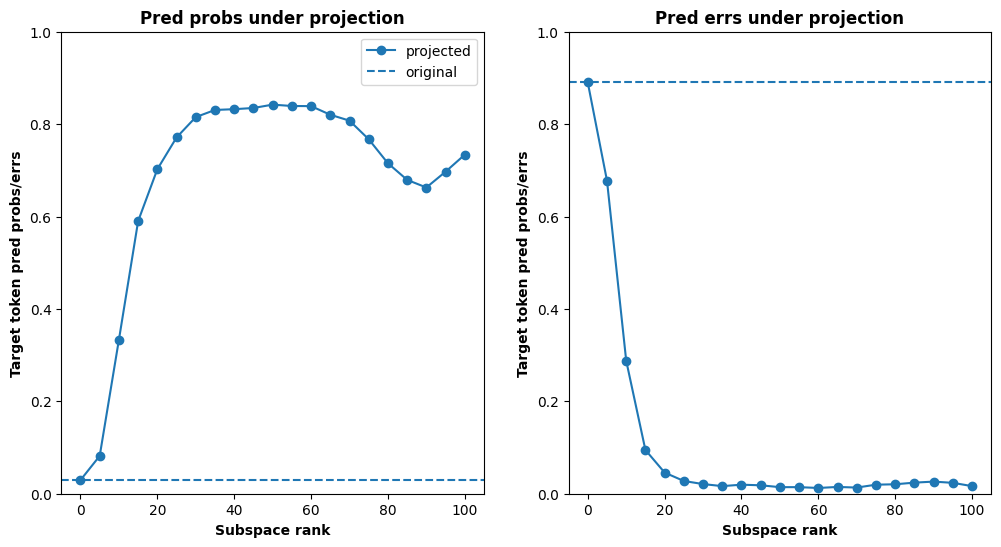 Pred probs under projection
projected
original
Target token pred probs/errs
1.0
0.8
0.6
0.4
0.2
0.0
0 20 40 60 80 100
Subspace rank
Pred errs under projection
Target token pred probs/errs
1.0
0.8
0.6
0.4
0.2
0.0
0 20 40 60 80 100
Subspace rank